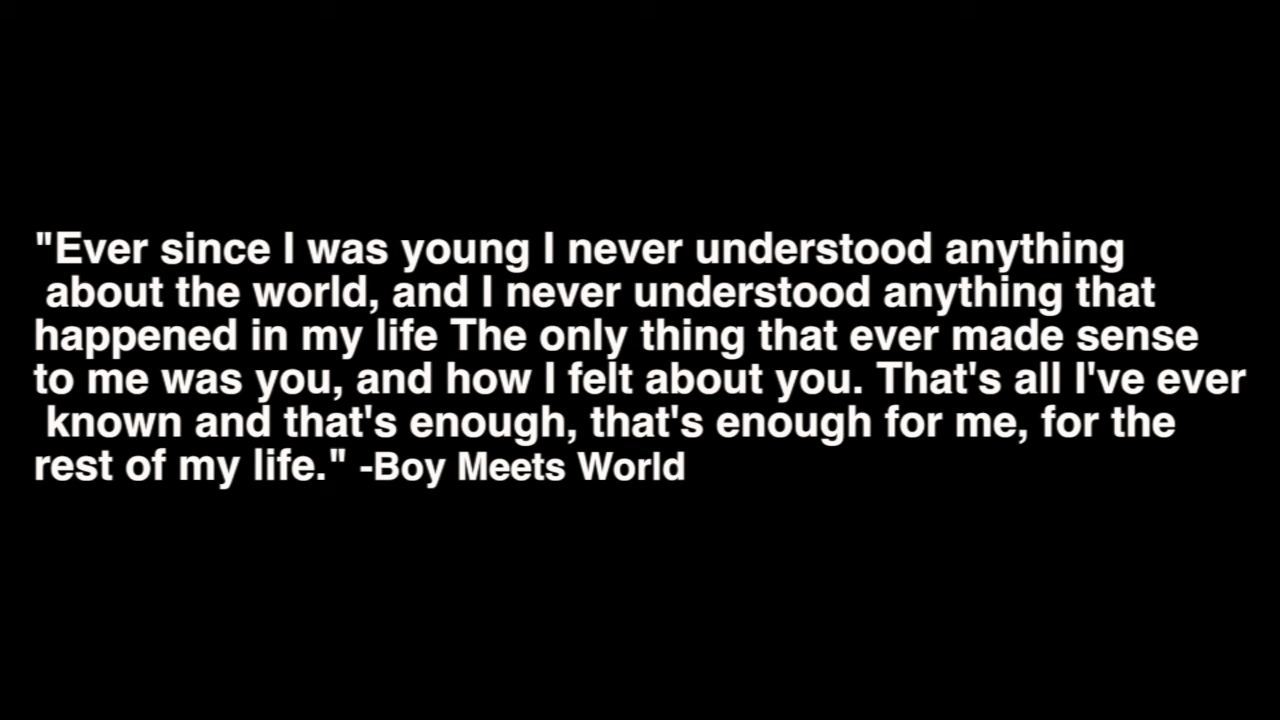 "Ever since I was young I never understood anything
about the world, and I never understood anything that
happened in my life The only thing that ever made sense
to me was you, and how I felt about you. That's all I've ever
known and that's enough, that's enough for me, for the
rest of my life." -Boy Meets World